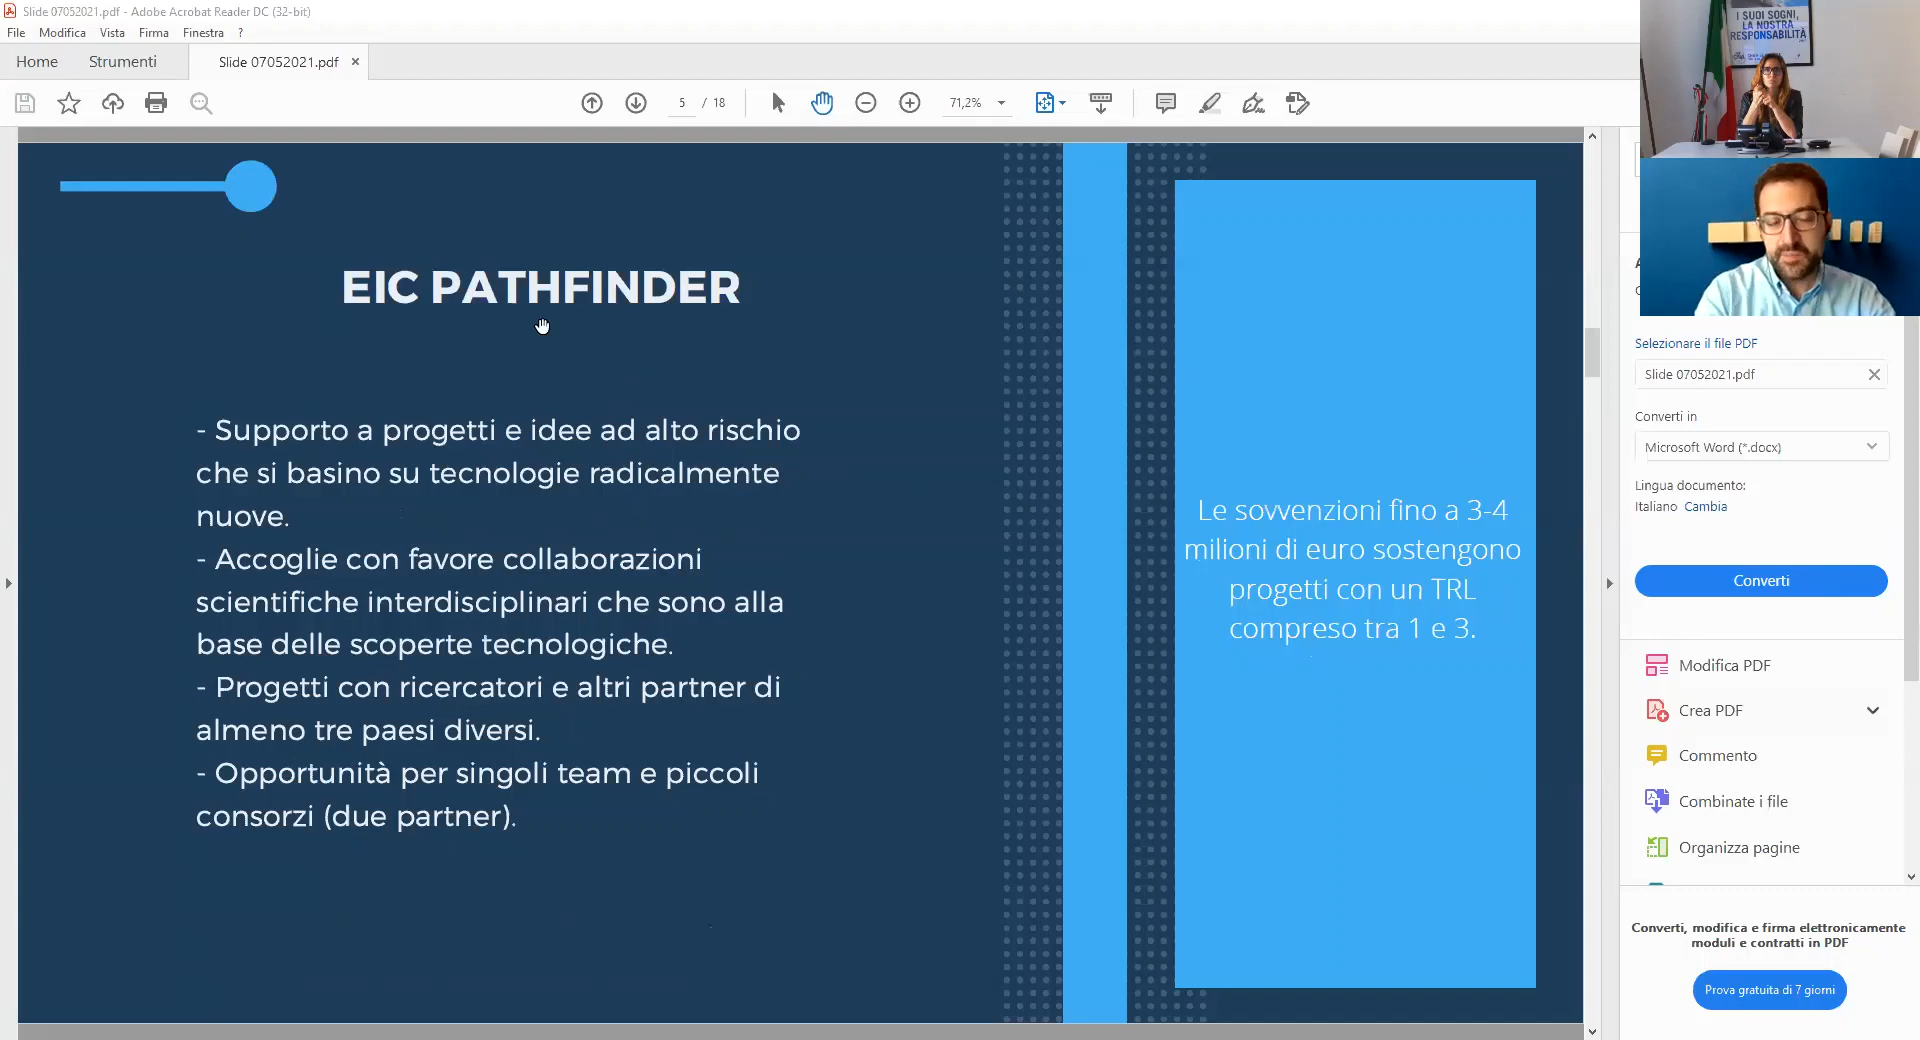 Slide 07052021.pdf - Adobe Acrobat Reader DC (32-bit)
File Modifica Vista Firma Finestra ?
Home Strumenti Slide 07052021.pdf ×
5 / 18 71,2%
I SUOI SOGNI,
LA NOSTRA
RESPONSABILITÀ
EIC PATHFINDER
- Supporto a progetti e idee ad alto rischio
che si basino su tecnologie radicalmente
nuove.
- Accoglie con favore collaborazioni
scientifiche interdisciplinari che sono alla
base delle scoperte tecnologiche.
- Progetti con ricercatori e altri partner di
almeno tre paesi diversi.
- Opportunità per singoli team e piccoli
consorzi (due partner).
Le sovvenzioni fino a 3-4
milioni di euro sostengono
progetti con un TRL
compreso tra 1 e 3.
Selezionare il file PDF
Slide 07052021.pdf
Converti in
Microsoft Word (*.docx)
Lingua documento:
Italiano Cambia
Converti
Modifica PDF
Crea PDF
Commento
Combinate i file
Organizza pagine
Converti, modifica e firma elettronicamente
moduli e contratti in PDF
Prova gratuita di 7 giorni